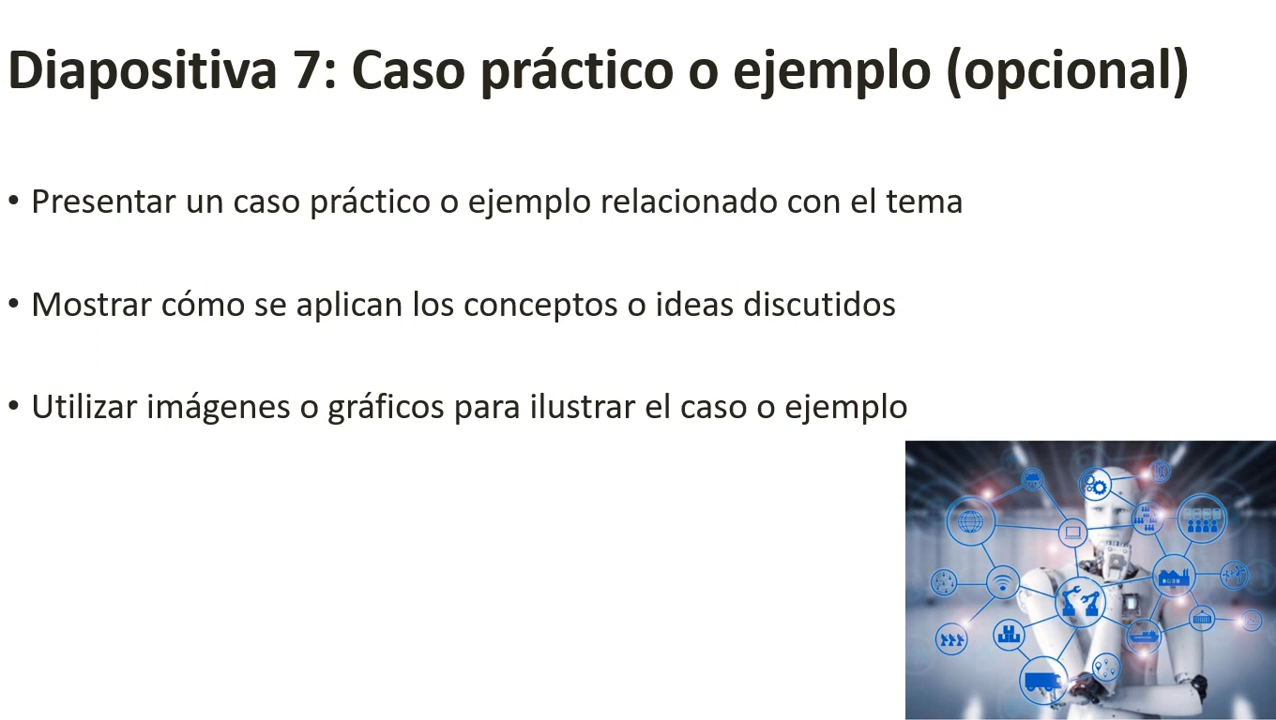 Diapositiva 7: Caso práctico o ejemplo (opcional)
• Presentar un caso práctico o ejemplo relacionado con el tema
• Mostrar cómo se aplican los conceptos o ideas discutidos
• Utilizar imágenes o gráficos para ilustrar el caso o ejemplo